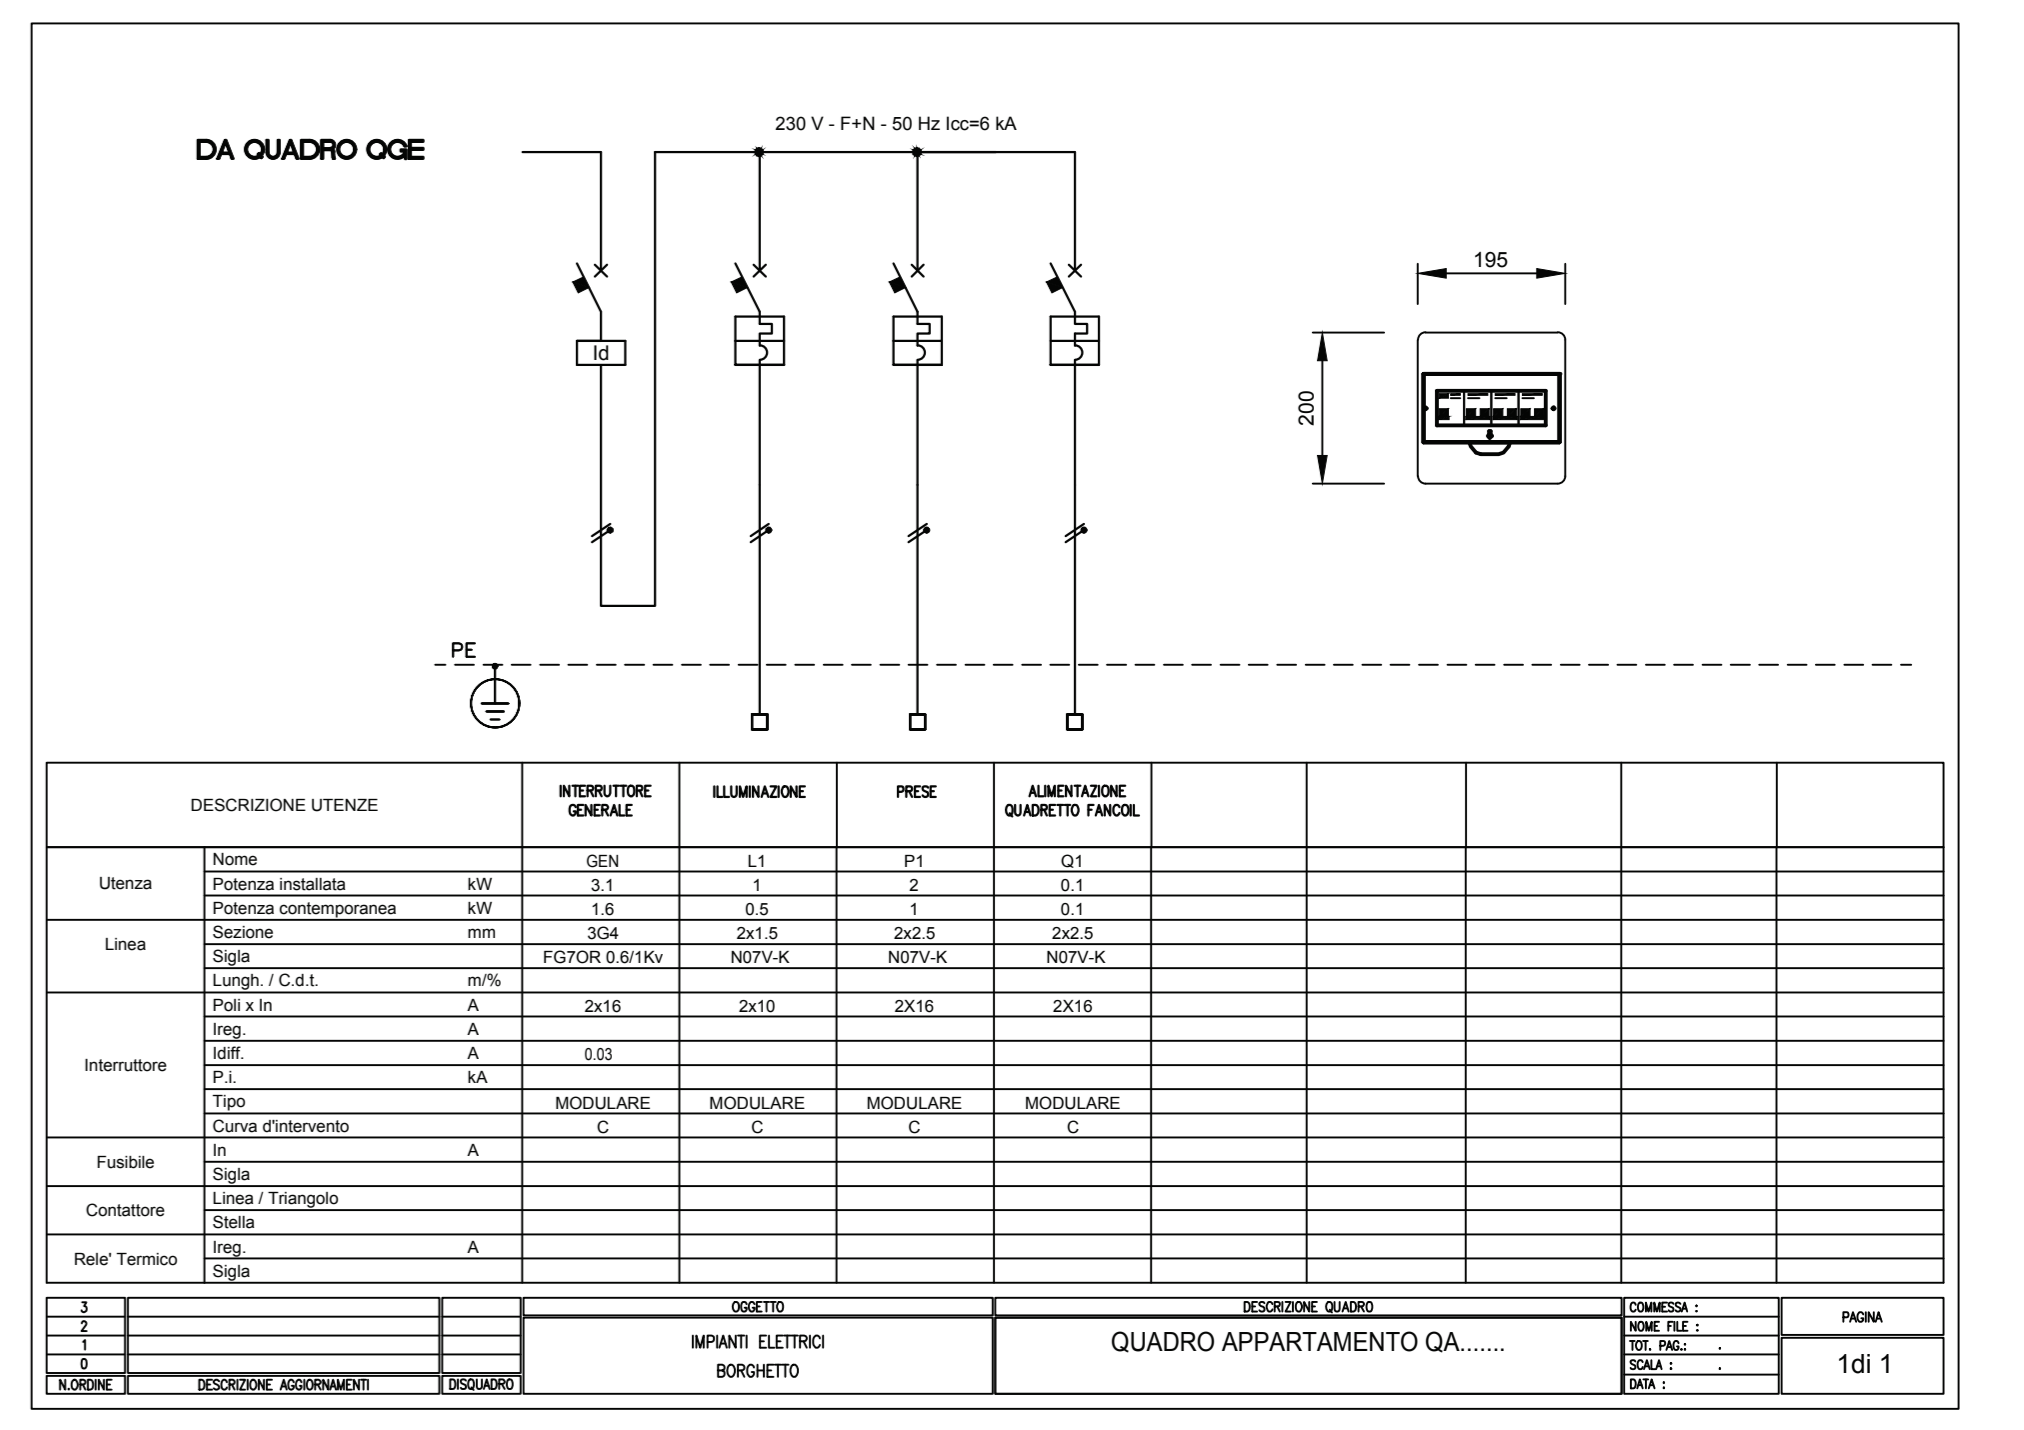 230 V - F+N - 50 Hz Icc=6 kA
DA QUADRO QGE
195
200
Id
PE
DESCRIZIONE UTENZE
INTERRUTTORE
GENERALE
ILLUMINAZIONE
PRESE
ALIMENTAZIONE
QUADRETTO FANCOIL
Utenza
Nome GEN L1 P1 Q1
Potenza installata kW 3.1 1 2 0.1
Potenza contemporanea kW 1.6 0.5 1 0.1
Linea
Sezione mm 3G4 2x1.5 2x2.5 2x2.5
Sigla FG7OR 0.6/1Kv N07V-K N07V-K N07V-K
Lungh. / C.d.t. m/%
Interruttore
Poli x In A 2x16 2x10 2X16 2X16
Ireg. A
Idiff. A 0.03
P.i. kA
Tipo MODULARE MODULARE MODULARE MODULARE
Curva d'intervento C C C C
Fusibile
In A
Sigla
Contattore
Linea / Triangolo
Stella
Rele' Termico
Ireg. A
Sigla
3
2
1
0
N.ORDINE DESCRIZIONE AGGIORNAMENTI DISQUADRO
OGGETTO
IMPIANTI ELETTRICI
BORGHETTO
DESCRIZIONE QUADRO
QUADRO APPARTAMENTO QA.......
COMMESSA :
NOME FILE :
TOT. PAG.: .
SCALA : .
DATA :
PAGINA
1di 1